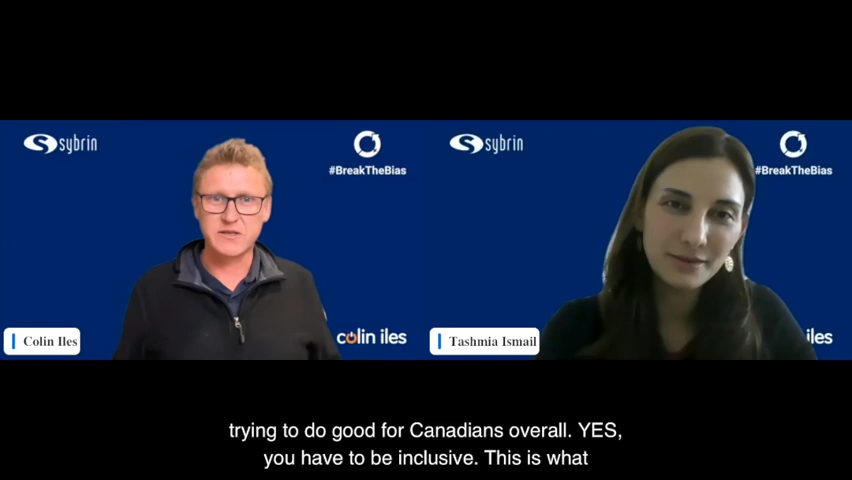 sybrin
#BreakTheBias
sybrin
#BreakTheBias
colin iles
iles
Colin Iles
Tashmia Ismail
trying to do good for Canadians overall. YES,
you have to be inclusive. This is what